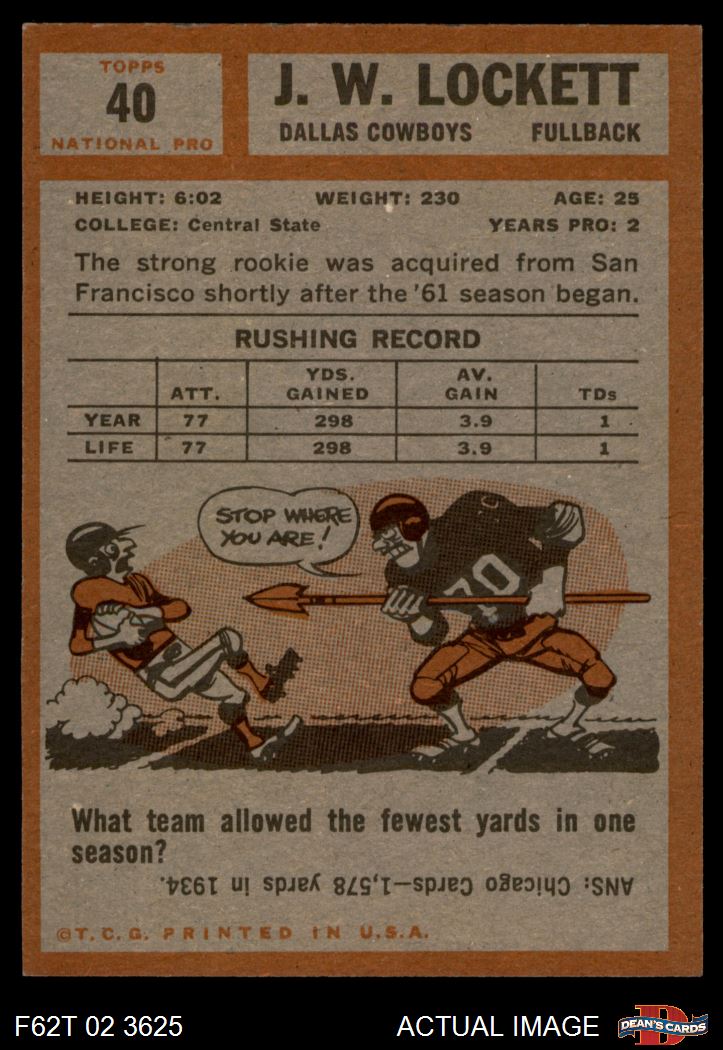 TOPPS
40
NATIONAL PRO
J. W. LOCKETT
DALLAS COWBOYS FULLBACK
HEIGHT: 6:02 WEIGHT: 230 AGE: 25
COLLEGE: Central State YEARS PRO: 2
The strong rookie was acquired from San
Francisco shortly after the '61 season began.
RUSHING RECORD
ATT. YDS. GAINED AV. GAIN TDs
YEAR 77 298 3.9 1
LIFE 77 298 3.9 1
STOP WHERE
YOU ARE!
70
What team allowed the fewest yards in one
season?
ANS: Chicago Cards—1,578 yards in 1934.
©T.C.G. PRINTED IN U.S.A.
F62T 02 3625 ACTUAL IMAGE
D
DEAN'S CARDS